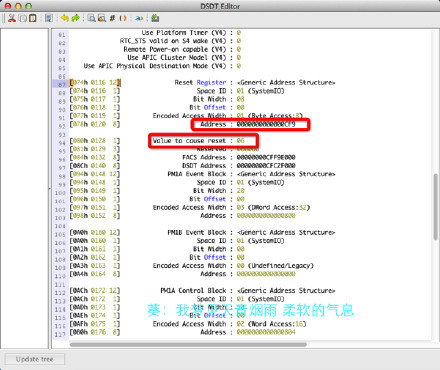 DSDT Editor
81 Use Platform Timer (V4) : 0
82 RTC_STS valid on S4 wake (V4) : 0
83 Remote Power-on capable (V4) : 0
84 Use APIC Cluster Model (V4) : 0
85 Use APIC Physical Destination Mode (V4) : 0
86
87 [074h 0116 12] Reset Register : <Generic Address Structure>
88 [074h 0116 1] Space ID : 01 (SystemIO)
89 [075h 0117 1] Bit Width : 08
90 [076h 0118 1] Bit Offset : 00
91 [077h 0119 1] Encoded Access Width : 01 (Byte Access:8)
92 [078h 0120 8] Address : 0000000000000CF9
93
94 [080h 0128 1] Value to cause reset : 06
95 [081h 0129 3] Reserved : 000000
96 [084h 0132 4] FACS Address : 00000000CFF9E000
97 [08Ch 0140 8] DSDT Address : 00000000CFC2F000
98 [094h 0148 12] PM1A Event Block : <Generic Address Structure>
99 [094h 0148 1] Space ID : 01 (SystemIO)
100 [095h 0149 1] Bit Width : 20
101 [096h 0150 1] Bit Offset : 00
102 [097h 0151 1] Encoded Access Width : 03 (DWord Access:32)
103 [098h 0152 8] Address : 0000000000000800
104
105 [0A0h 0160 12] PM1B Event Block : <Generic Address Structure>
106 [0A0h 0160 1] Space ID : 01 (SystemIO)
107 [0A1h 0161 1] Bit Width : 00
108 [0A2h 0162 1] Bit Offset : 00
109 [0A3h 0163 1] Encoded Access Width : 00 (Undefined/Legacy)
110 [0A4h 0164 8] Address : 0000000000000000
111
112 [0ACh 0172 12] PM1A Control Block : <Generic Address Structure>
113 [0ACh 0172 1] Space ID : 01 (SystemIO)
114 [0ADh 0173 1] Bit Width
115 [0AEh 0174 1] Bit Offset
葵: 我 青烟雨 柔软的气息
116 [0AFh 0175 1] Encoded Access Width : 02 (Word Access:16)
117 [0B0h 0176 8] Address : 0000000000000804
Update tree